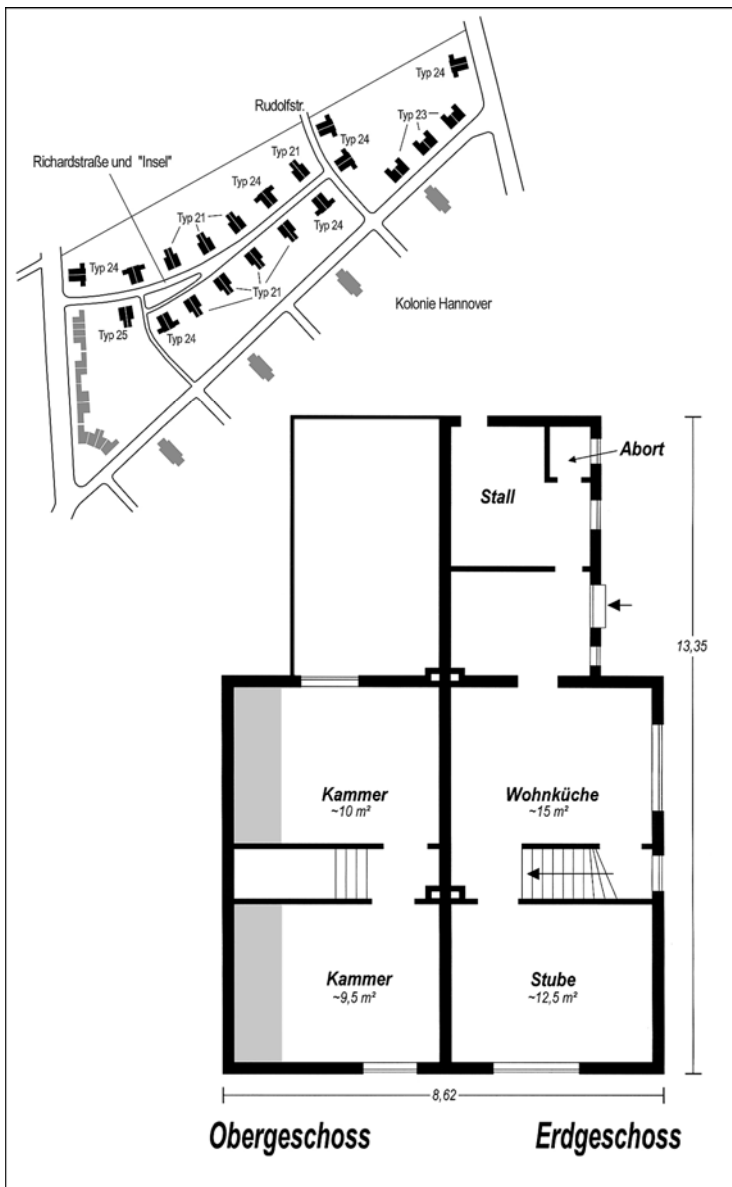 Typ 24
Rudolfstr.
Typ 23
Typ 24
Richardstraße und "Insel"
Typ 21
Typ 24
Typ 21
Typ 24
Typ 24
Typ 21
Kolonie Hannover
Typ 25
Typ 24
Abort
Stall
13,35
Kammer
~10 m²
Wohnküche
~15 m²
Kammer
~9,5 m²
Stube
~12,5 m²
8,62
Obergeschoss
Erdgeschoss